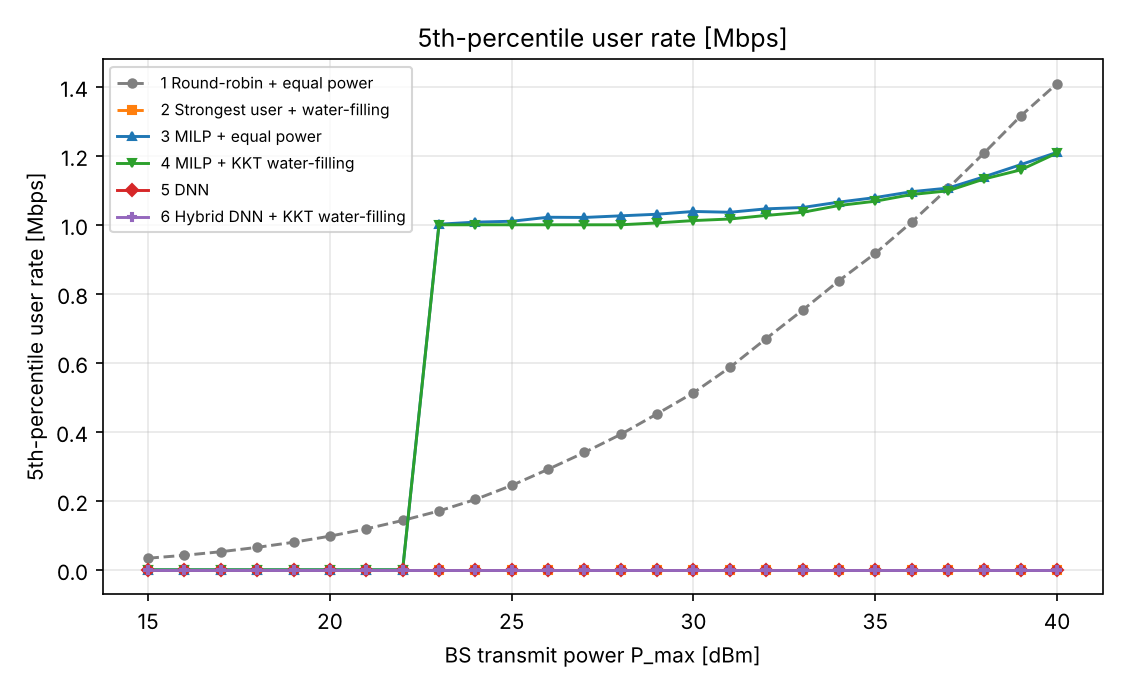 5th-percentile user rate [Mbps]
1 Round-robin + equal power
2 Strongest user + water-filling
3 MILP + equal power
4 MILP + KKT water-filling
5 DNN
6 Hybrid DNN + KKT water-filling
5th-percentile user rate [Mbps]
1.4
1.2
1.0
0.8
0.6
0.4
0.2
0.0
15 20 25 30 35 40
BS transmit power P_max [dBm]